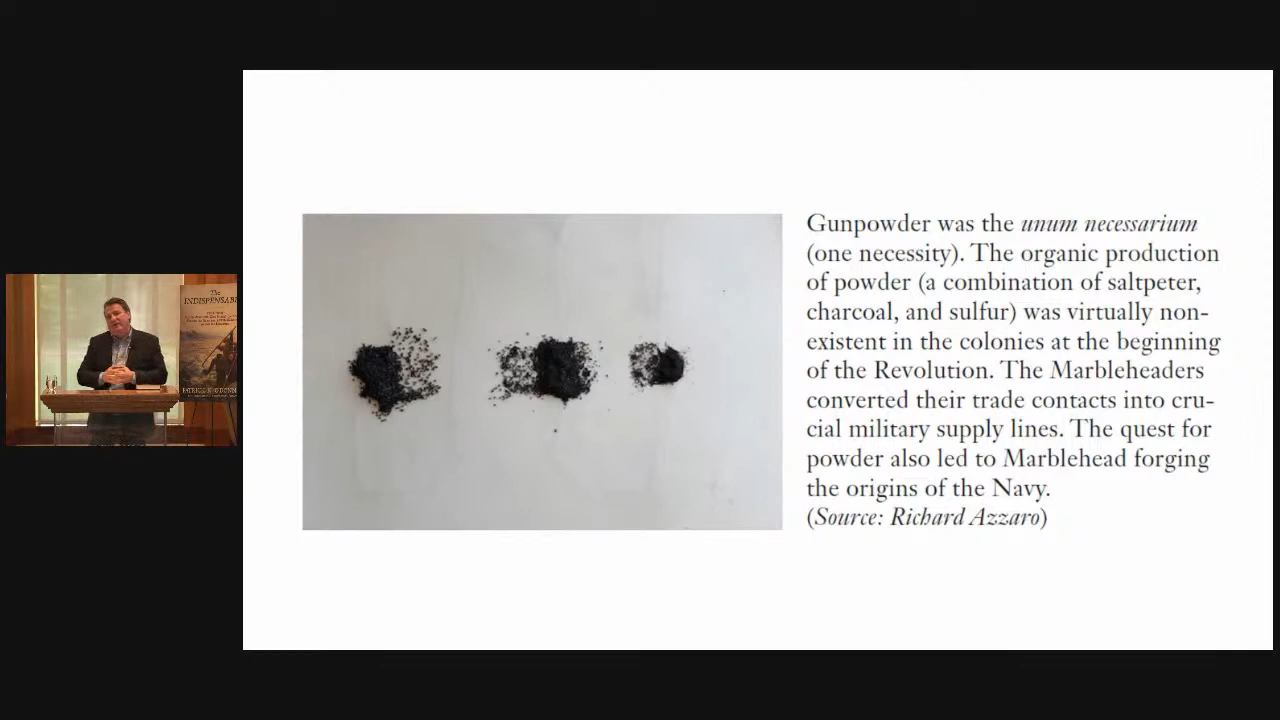 The
INDISPENSABL
PATRICK K. O'DONN
Gunpowder was the unum necessarium
(one necessity). The organic production
of powder (a combination of saltpeter,
charcoal, and sulfur) was virtually non-
existent in the colonies at the beginning
of the Revolution. The Marbleheaders
converted their trade contacts into cru-
cial military supply lines. The quest for
powder also led to Marblehead forging
the origins of the Navy.
(Source: Richard Azzaro)